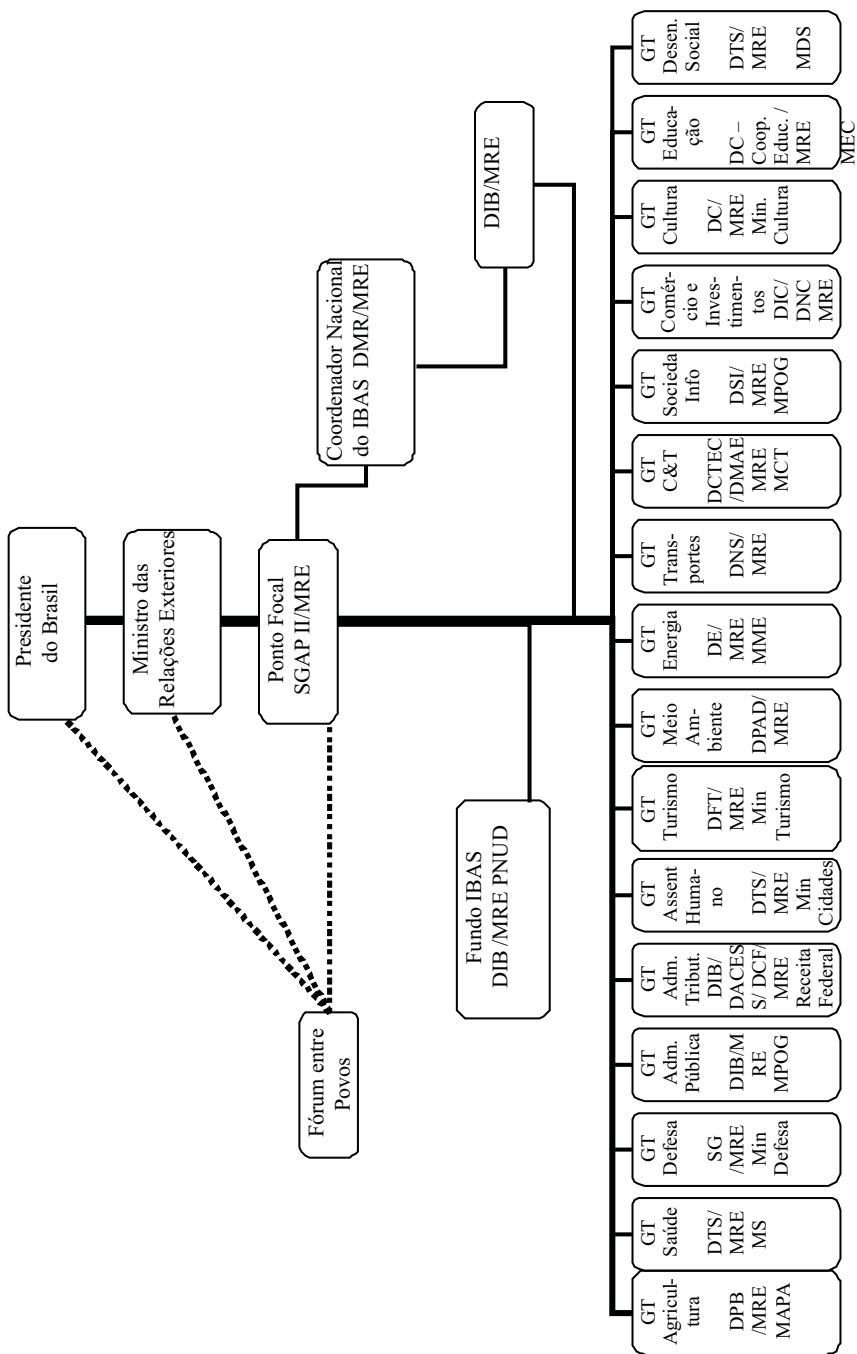 Presidente
do Brasil
Ministro das
Relações Exteriores
Ponto Focal
SGAP II/MRE
Coordenador Nacional
do IBAS  DMR/MRE
DIB/MRE
Fórum entre
Povos
Fundo IBAS
DIB /MRE PNUD
GT
Agricul-
tura
DPB
/MRE
MAPA
GT
Saúde
DTS/
MRE
MS
GT
Defesa
SG
/MRE
Min
Defesa
GT
Adm.
Pública
DIB/M
RE
MPOG
GT
Adm.
Tribut.
DIB/
DACES
S/ DCF/
MRE
Receita
Federal
GT
Assent
Huma-
no
DTS/
MRE
Min
Cidades
GT
Turismo
DFT/
MRE
Min
Turismo
GT
Meio
Am-
biente
DPAD/
MRE
GT
Energia
DE/
MRE
MME
GT
Trans-
portes
DNS/
MRE
GT
C&T
DCTEC
/DMAE
MRE
MCT
GT
Socieda
Info
DSI/
MRE
MPOG
GT
Comér-
cio e
Inves-
timen-
tos
DIC/
DNC
MRE
GT
Cultura
DC/
MRE
Min.
Cultura
GT
Educa-
ção
DC –
Coop.
Educ. /
MRE
MEC
GT
Desen.
Social
DTS/
MRE
MDS